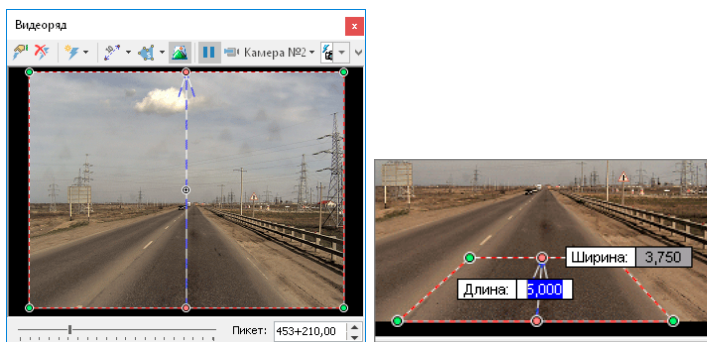 Видеоряд
Камера №2
Пикет: 453+210,00
Ширина: 3,750
Длина: 5,000